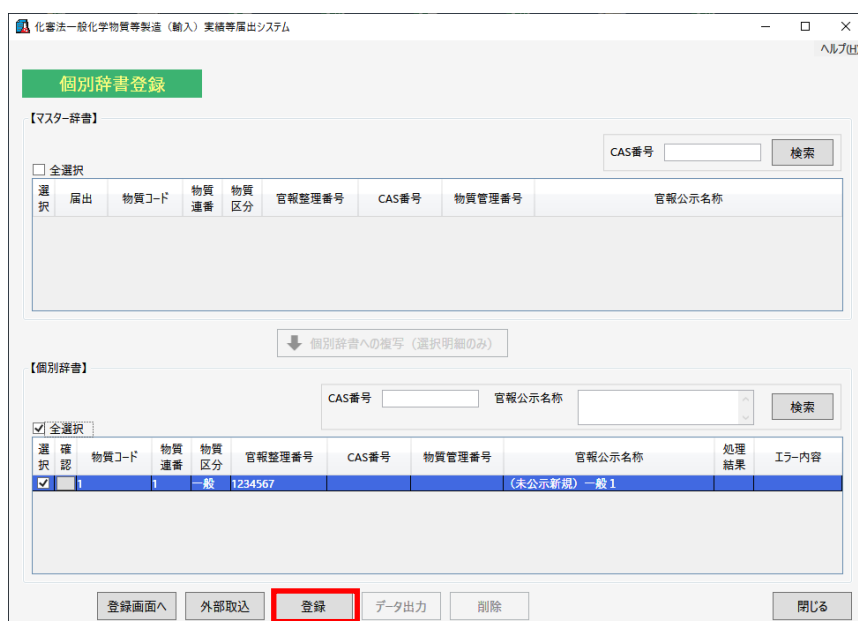 化審法一般化学物質等製造（輸入）実績等届出システム
ヘルプ(H
個別辞書登録
【マスター辞書】
CAS番号 検索
全選択
選択 届出 物質コード 物質連番 物質区分 官報整理番号 CAS番号 物質管理番号 官報公示名称
個別辞書への複写（選択明細のみ）
【個別辞書】
CAS番号 官報公示名称 検索
全選択
選択 確認 物質コード 物質連番 物質区分 官報整理番号 CAS番号 物質管理番号 官報公示名称 処理結果 エラー内容
1 1 一般 1234567 （未公示新規）一般１
登録画面へ 外部取込 登録 データ出力 削除 閉じる